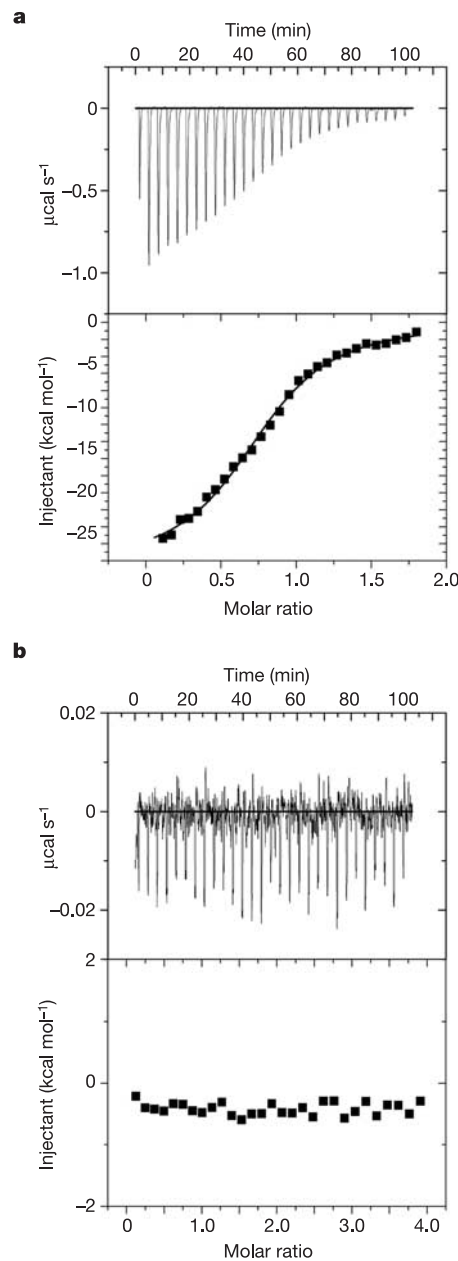 a
Time (min)
0 20 40 60 80 100
0
−0.5
−1.0
μcal s⁻¹
0
−5
−10
−15
−20
−25
Injectant (kcal mol⁻¹)
0 0.5 1.0 1.5 2.0
Molar ratio
b
Time (min)
0 20 40 60 80 100
0.02
0
−0.02
μcal s⁻¹
2
0
−2
Injectant (kcal mol⁻¹)
0 1.0 2.0 3.0 4.0
Molar ratio